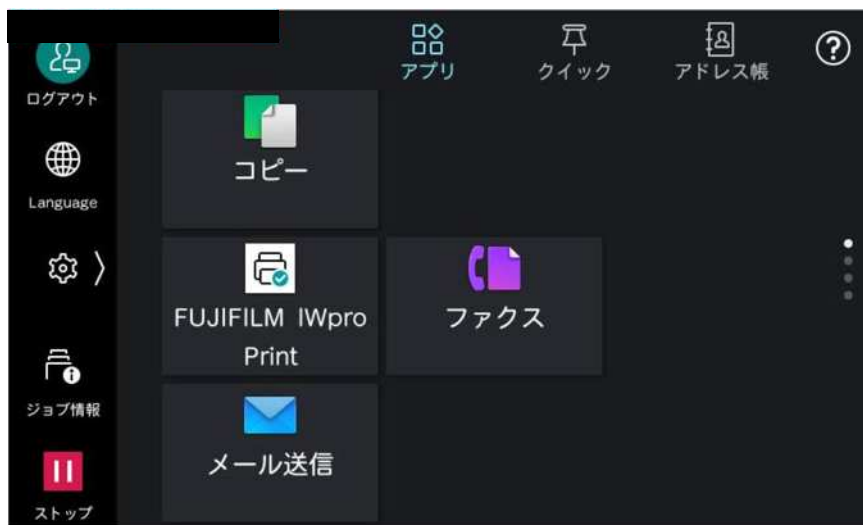 アプリ
クイック
アドレス帳
?
ログアウト
Language
ジョブ情報
ストップ
コピー
FUJIFILM IWpro
Print
ファクス
メール送信